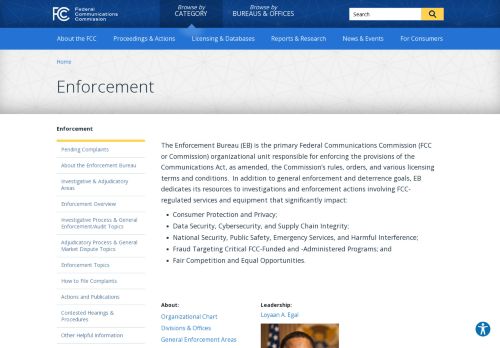 FCC
Federal
Communications
Commission
Browse by
CATEGORY
Browse by
BUREAUS & OFFICES
Search
About the FCC
Proceedings & Actions
Licensing & Databases
Reports & Research
News & Events
For Consumers
Home
Enforcement
Enforcement
Pending Complaints
About the Enforcement Bureau
Investigative & Adjudicatory
Areas
Enforcement Overview
Investigative Process & General
Enforcement/Audit Topics
Adjudicatory Process & General
Market Dispute Topics
Enforcement Topics
How to File Complaints
Actions and Publications
Contested Hearings &
Procedures
Other Helpful Information
The Enforcement Bureau (EB) is the primary Federal Communications Commission (FCC
or Commission) organizational unit responsible for enforcing the provisions of the
Communications Act, as amended, the Commission's rules, orders, and various licensing
terms and conditions. In addition to general enforcement and deterrence goals, EB
dedicates its resources to investigations and enforcement actions involving FCC-
regulated services and equipment that significantly impact:
• Consumer Protection and Privacy;
• Data Security, Cybersecurity, and Supply Chain Integrity;
• National Security, Public Safety, Emergency Services, and Harmful Interference;
• Fraud Targeting Critical FCC-Funded and -Administered Programs; and
• Fair Competition and Equal Opportunities.
About:
Organizational Chart
Divisions & Offices
General Enforcement Areas
Leadership:
Loyaan A. Egal